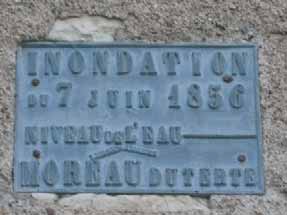 INONDATION
DU 7 JUIN 1856
NIVEAU DE L'EAU
MOREAU DUTERTE